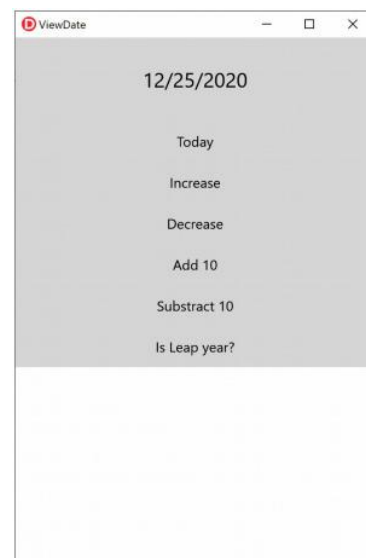 D ViewDate
12/25/2020
Today
Increase
Decrease
Add 10
Substract 10
Is Leap year?